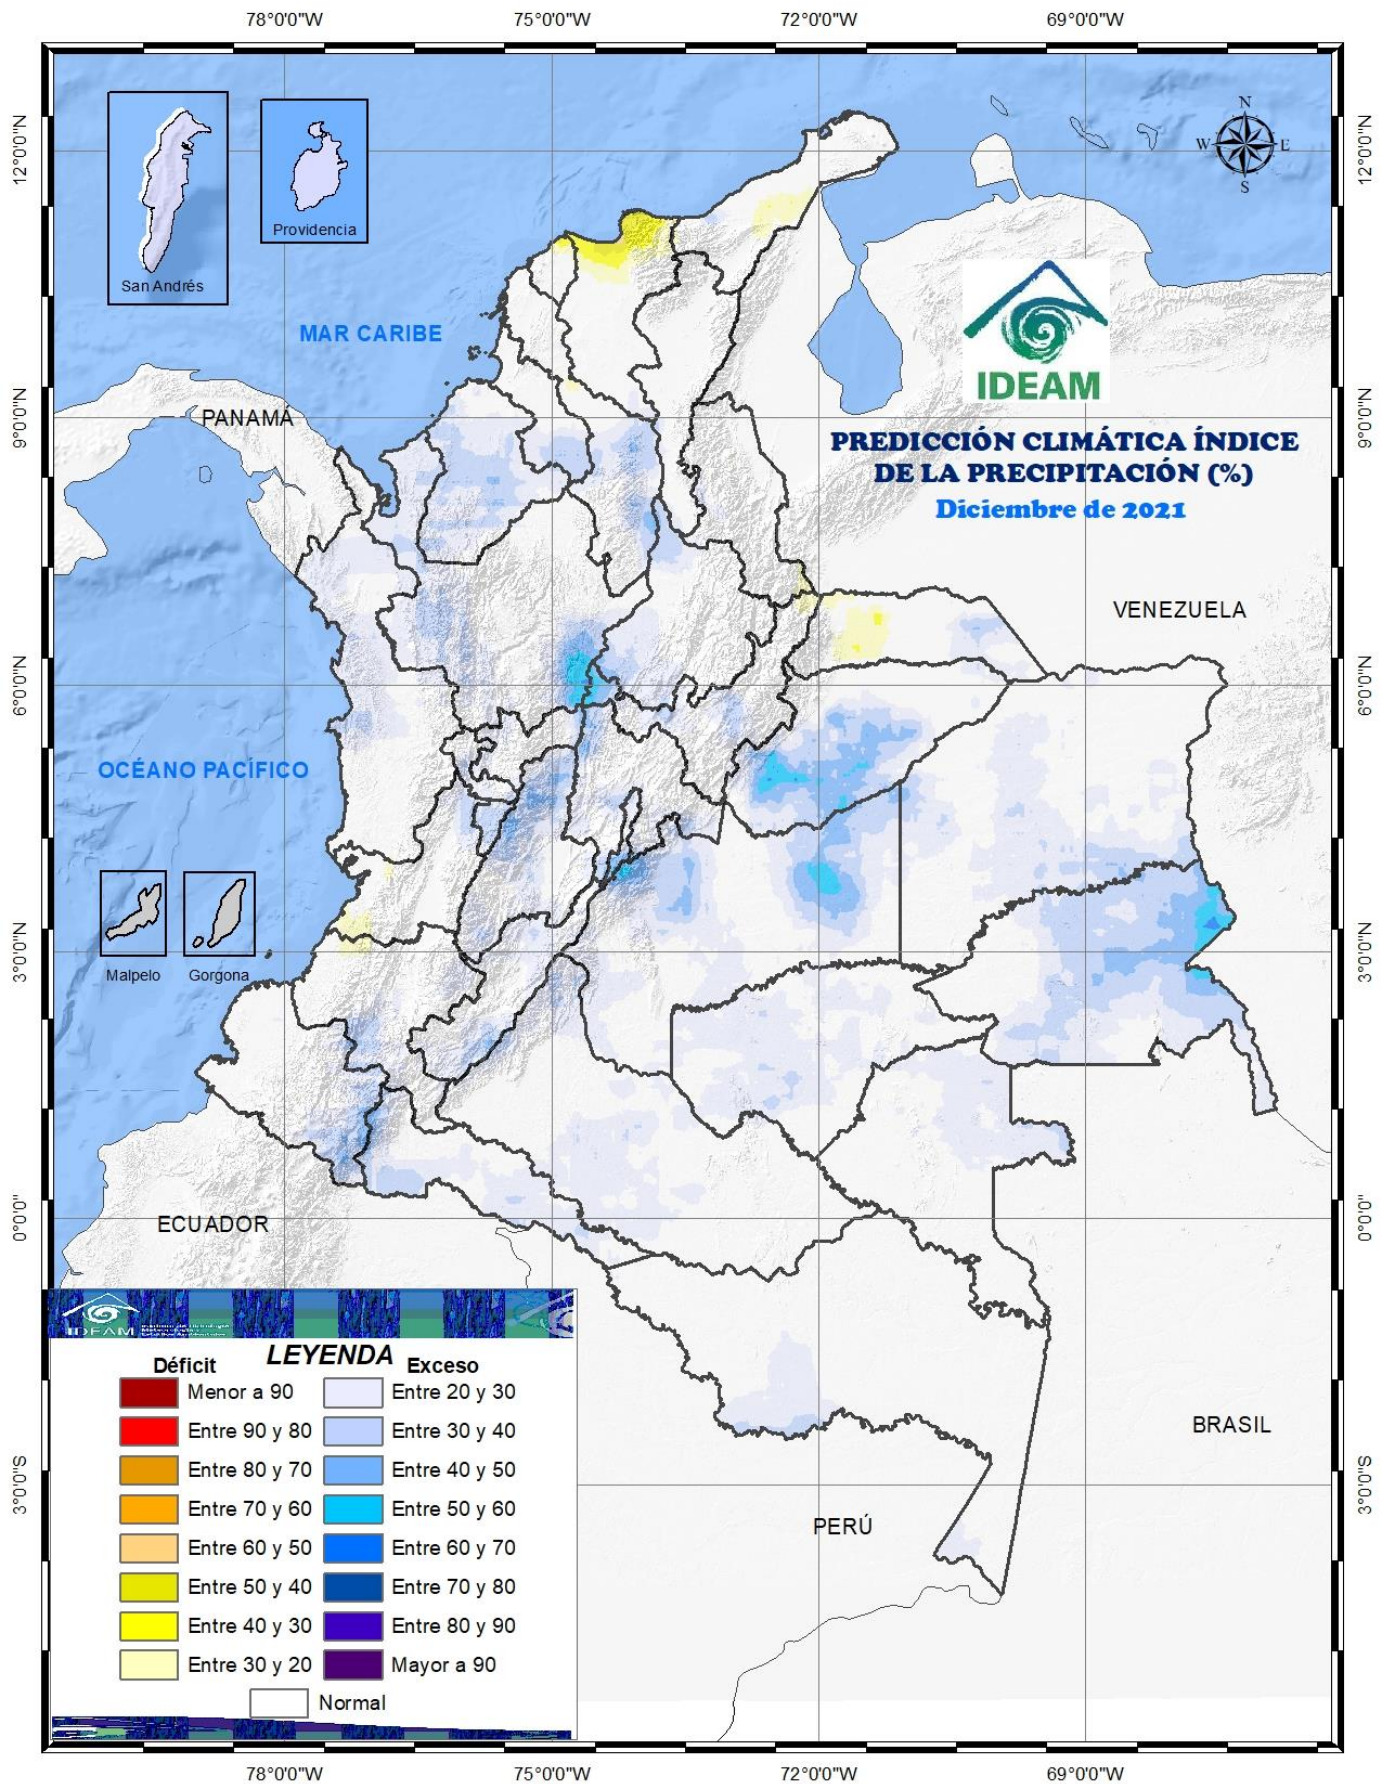 78°0'0"W
75°0'0"W
72°0'0"W
69°0'0"W
12°0'0"N
12°0'0"N
San Andrés
Providencia
N
W
E
S
MAR CARIBE
IDEAM
PANAMÁ
9°0'0"N
9°0'0"N
PREDICCIÓN CLIMÁTICA ÍNDICE
DE LA PRECIPITACIÓN (%)
Diciembre de 2021
VENEZUELA
6°0'0"N
6°0'0"N
OCÉANO PACÍFICO
Malpelo
Gorgona
3°0'0"N
3°0'0"N
ECUADOR
0°0'0"
0°0'0"
IDEAM
LEYENDA
Déficit
Exceso
Menor a 90
Entre 20 y 30
Entre 90 y 80
Entre 30 y 40
Entre 80 y 70
Entre 40 y 50
Entre 70 y 60
Entre 50 y 60
Entre 60 y 50
Entre 60 y 70
Entre 50 y 40
Entre 70 y 80
Entre 40 y 30
Entre 80 y 90
Entre 30 y 20
Mayor a 90
Normal
BRASIL
PERÚ
3°0'0"S
3°0'0"S
78°0'0"W
75°0'0"W
72°0'0"W
69°0'0"W